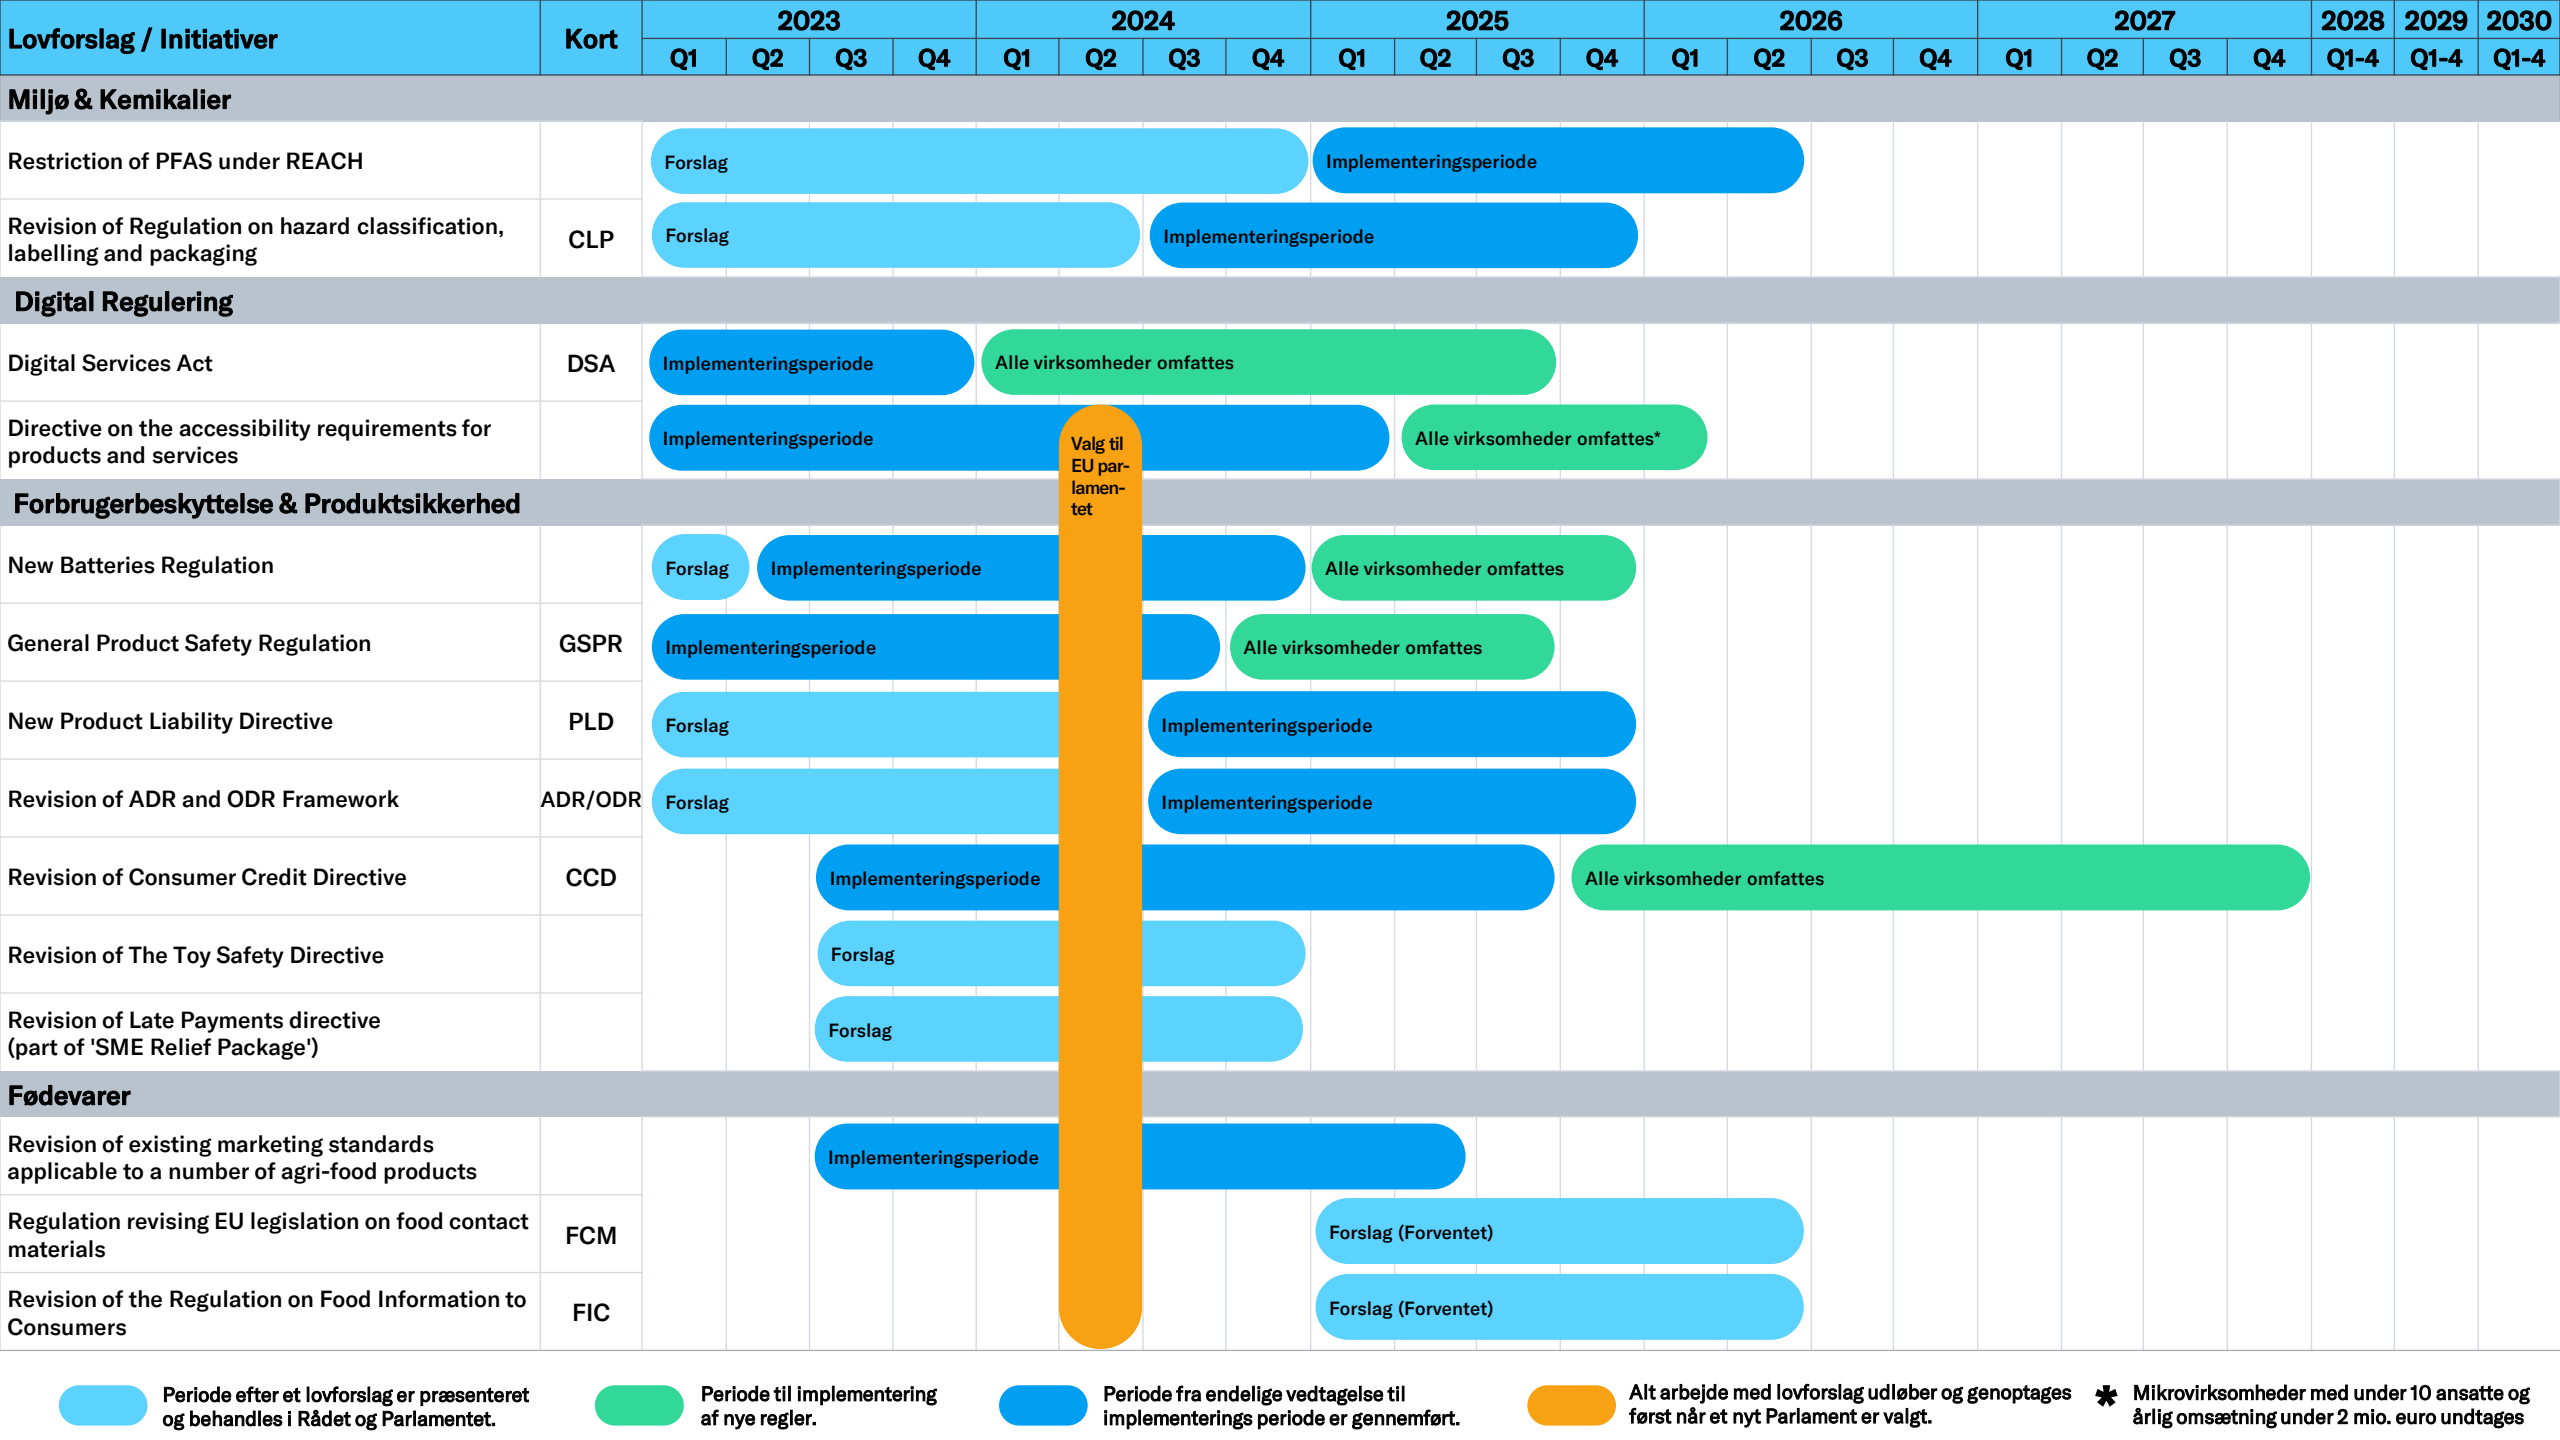 Lovforslag / Initiativer
Kort
2023
2024
2025
2026
2027
2028
2029
2030
Q1 Q2 Q3 Q4 Q1 Q2 Q3 Q4 Q1 Q2 Q3 Q4 Q1 Q2 Q3 Q4 Q1 Q2 Q3 Q4 Q1-4 Q1-4 Q1-4
Miljø & Kemikalier
Restriction of PFAS under REACH
Forslag
Implementeringsperiode
Revision of Regulation on hazard classification,
labelling and packaging
CLP
Forslag
Implementeringsperiode
Digital Regulering
Digital Services Act
DSA
Implementeringsperiode
Alle virksomheder omfattes
Directive on the accessibility requirements for
products and services
Implementeringsperiode
Valg til
EU par-
lamen-
tet
Alle virksomheder omfattes*
Forbrugerbeskyttelse & Produktsikkerhed
New Batteries Regulation
Forslag
Implementeringsperiode
Alle virksomheder omfattes
General Product Safety Regulation
GSPR
Implementeringsperiode
Alle virksomheder omfattes
New Product Liability Directive
PLD
Forslag
Implementeringsperiode
Revision of ADR and ODR Framework
ADR/ODR
Forslag
Implementeringsperiode
Revision of Consumer Credit Directive
CCD
Implementeringsperiode
Alle virksomheder omfattes
Revision of The Toy Safety Directive
Forslag
Revision of Late Payments directive
(part of 'SME Relief Package')
Forslag
Fødevarer
Revision of existing marketing standards
applicable to a number of agri-food products
Implementeringsperiode
Regulation revising EU legislation on food contact
materials
FCM
Forslag (Forventet)
Revision of the Regulation on Food Information to
Consumers
FIC
Forslag (Forventet)
Periode efter et lovforslag er præsenteret
og behandles i Rådet og Parlamentet.
Periode til implementering
af nye regler.
Periode fra endelige vedtagelse til
implementerings periode er gennemført.
Alt arbejde med lovforslag udløber og genoptages
først når et nyt Parlament er valgt.
* Mikrovirksomheder med under 10 ansatte og
årlig omsætning under 2 mio. euro undtages